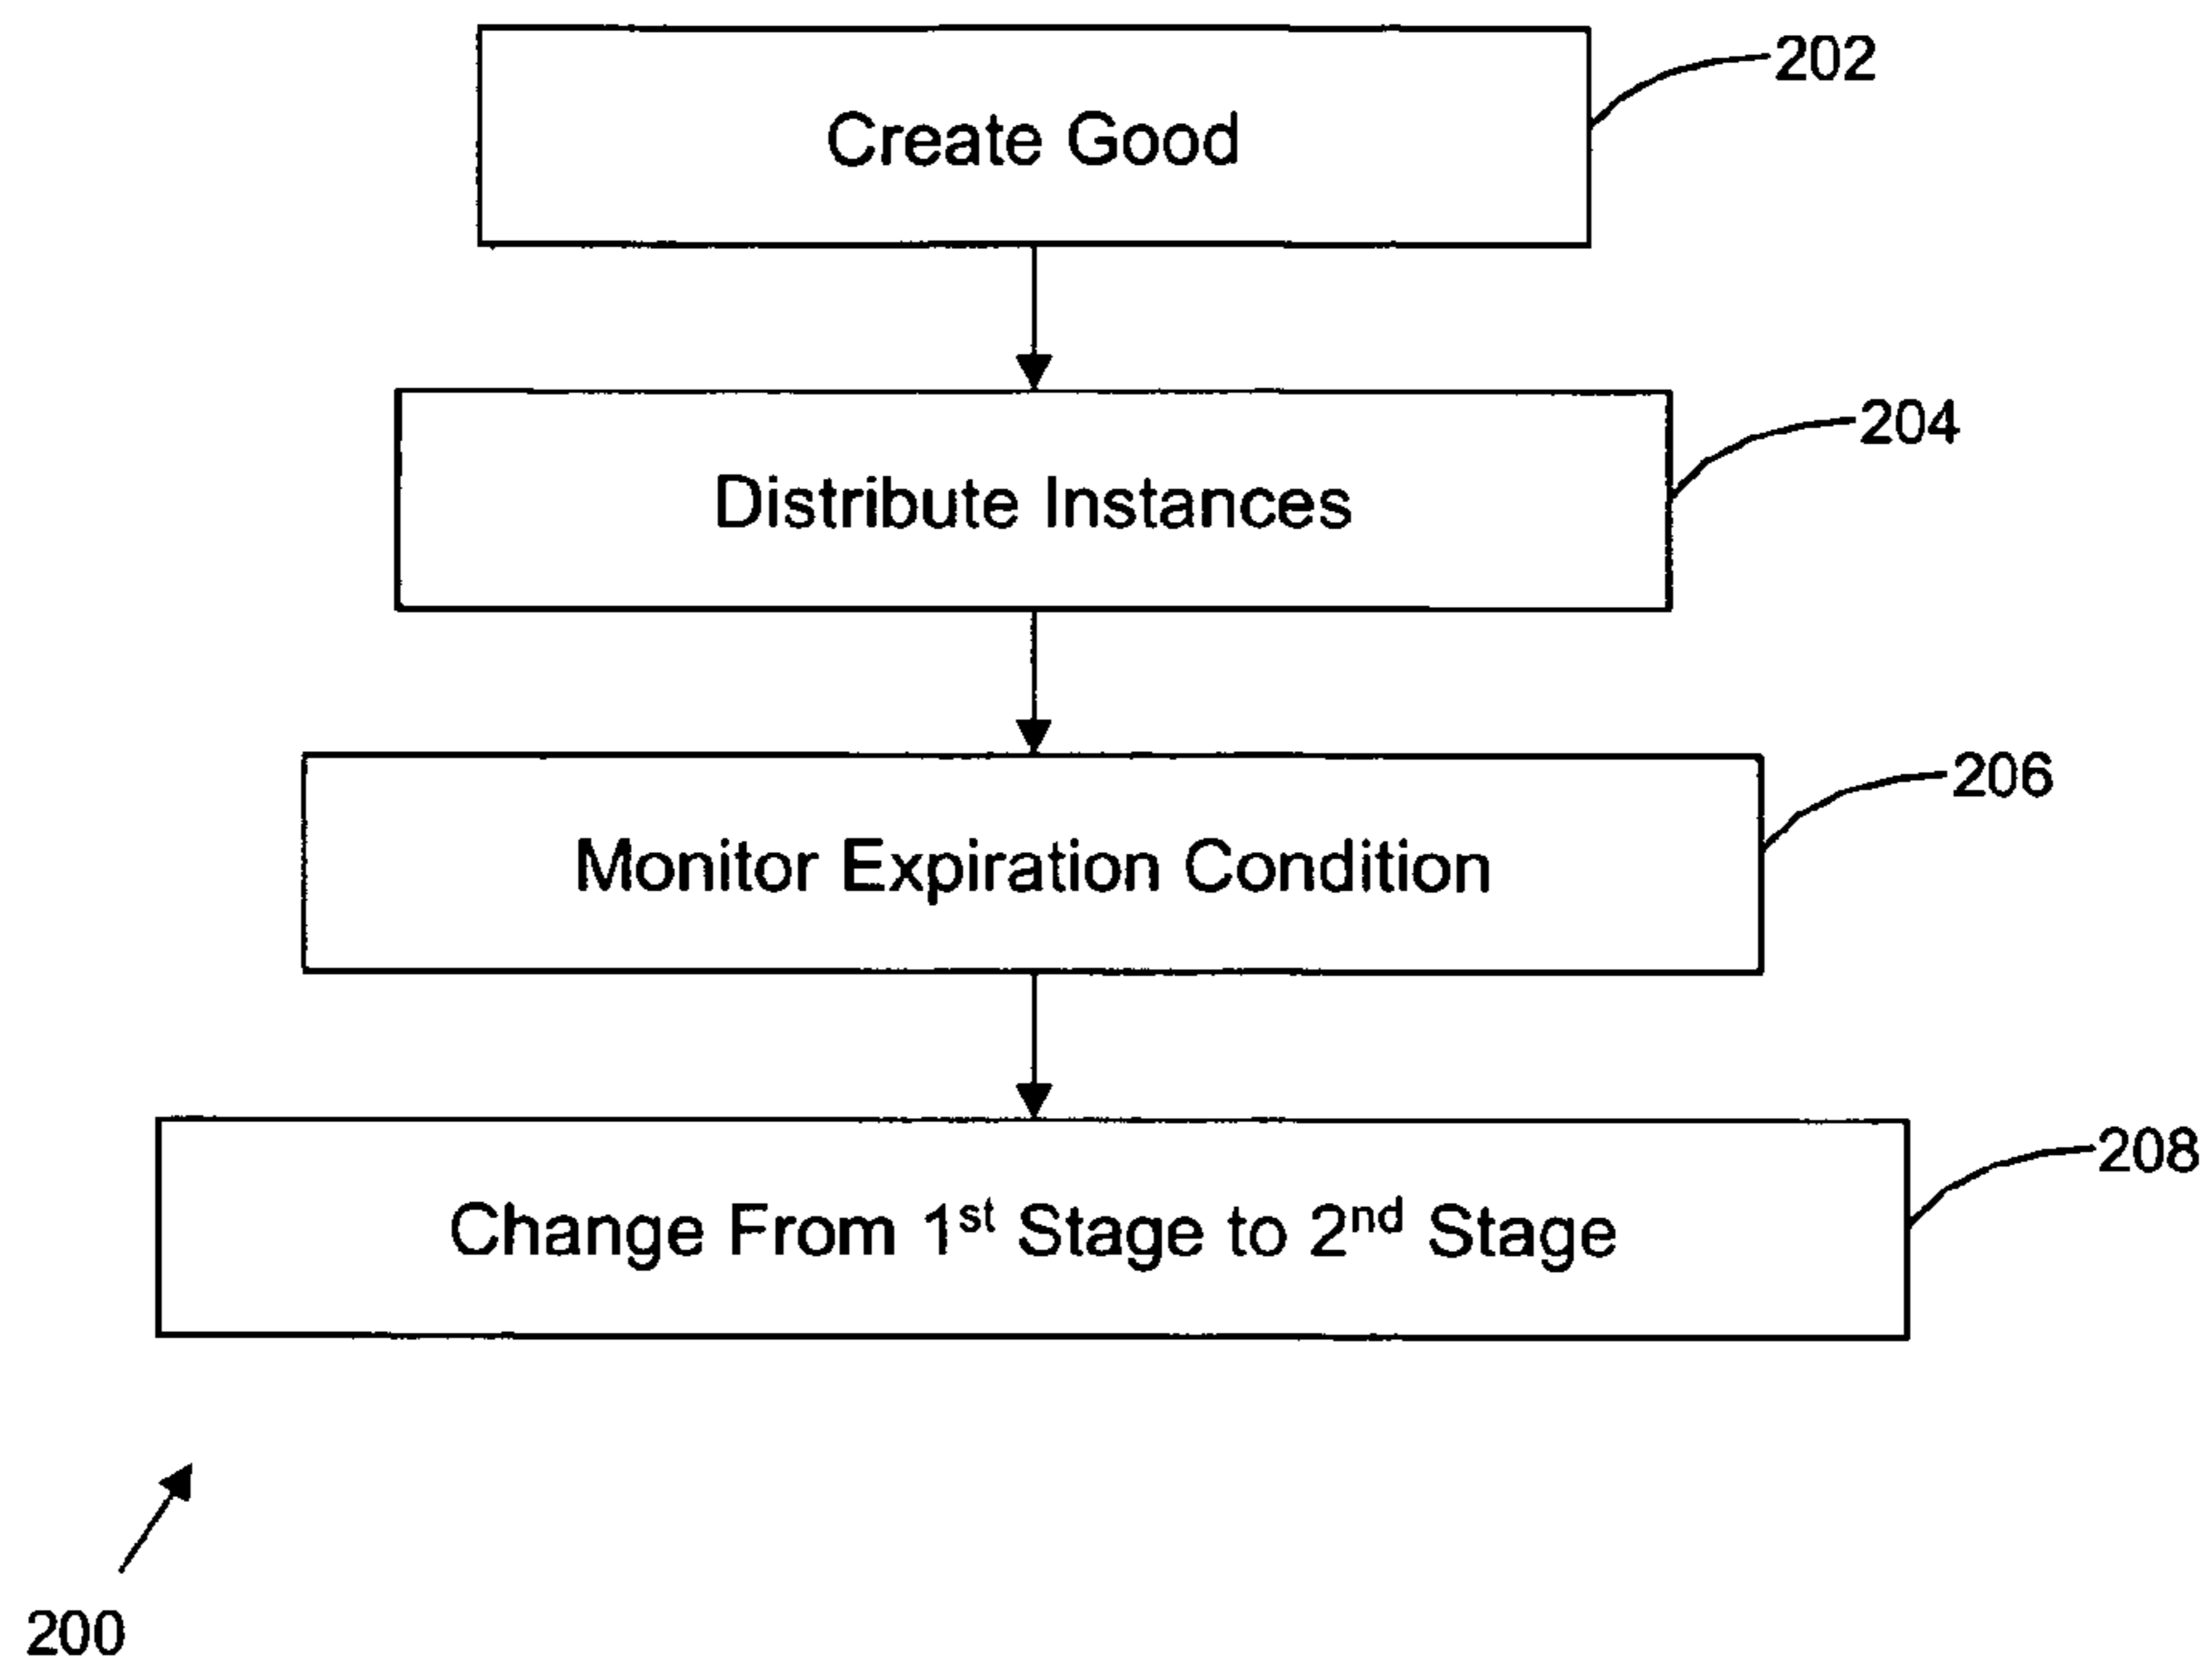 Create Good
202
Distribute Instances
204
Monitor Expiration Condition
206
Change From 1st Stage to 2nd Stage
208
200